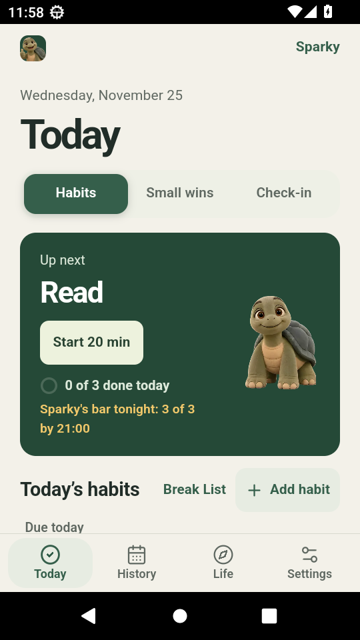 11:58
Sparky
Wednesday, November 25
Today
Habits
Small wins
Check-in
Up next
Read
Start 20 min
0 of 3 done today
Sparky's bar tonight: 3 of 3
by 21:00
Today’s habits
Break List
+ Add habit
Due today
Today
History
Life
Settings